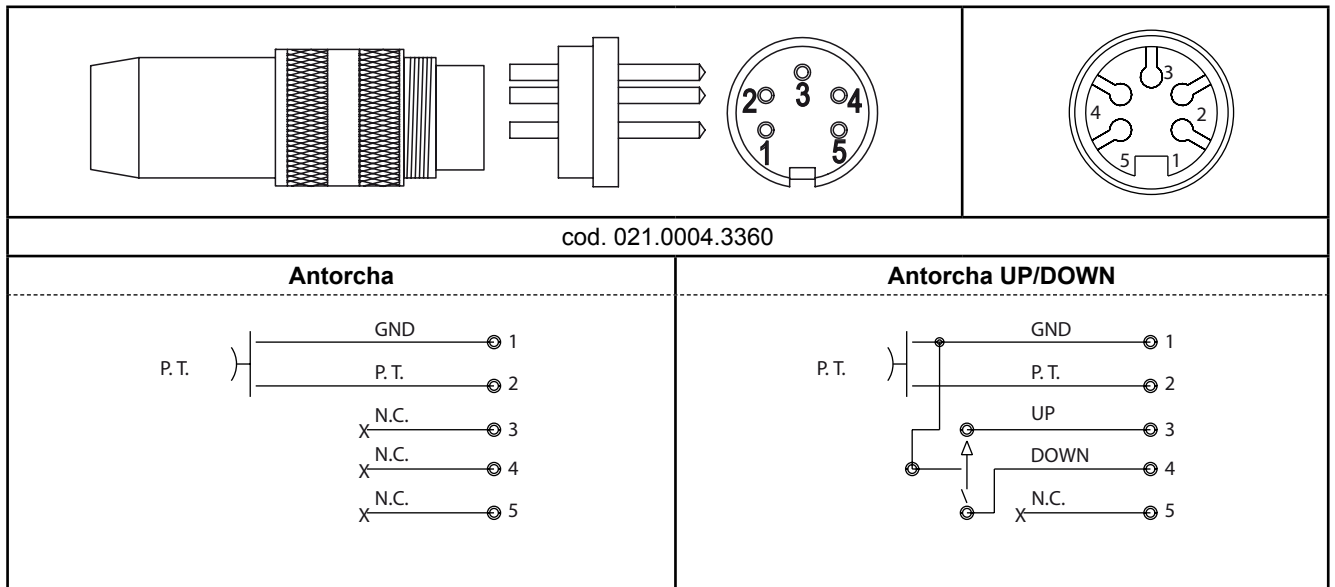 2 3 4
1 5
3
4 2
5 1
cod. 021.0004.3360
Antorcha
Antorcha UP/DOWN
GND 1
P. T.
P. T. 2
N.C.
X 3
N.C.
X 4
N.C.
X 5
GND 1
P. T.
P. T. 2
UP 3
DOWN 4
N.C.
X 5